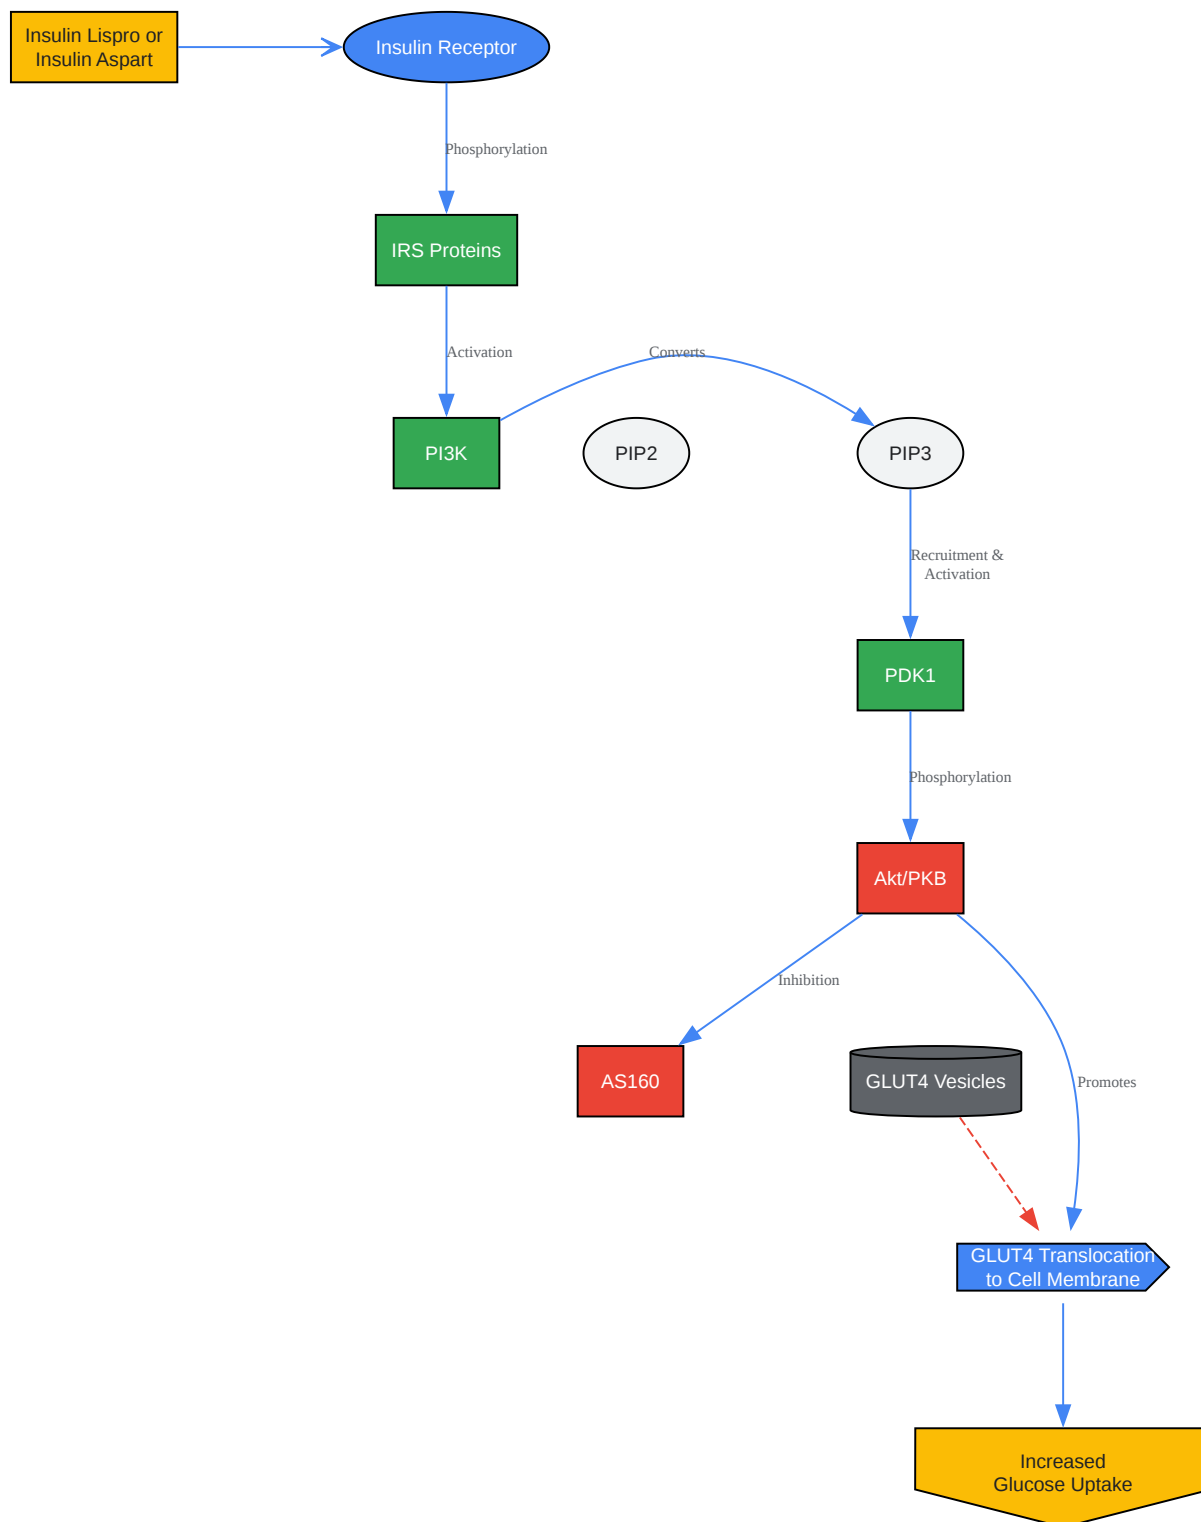 Insulin Lispro or
Insulin Aspart
Insulin Receptor
Phosphorylation
IRS Proteins
Activation
Converts
PI3K
PIP2
PIP3
Recruitment &
Activation
PDK1
Phosphorylation
Akt/PKB
Inhibition
AS160
GLUT4 Vesicles
Promotes
GLUT4 Translocation
to Cell Membrane
Increased
Glucose Uptake